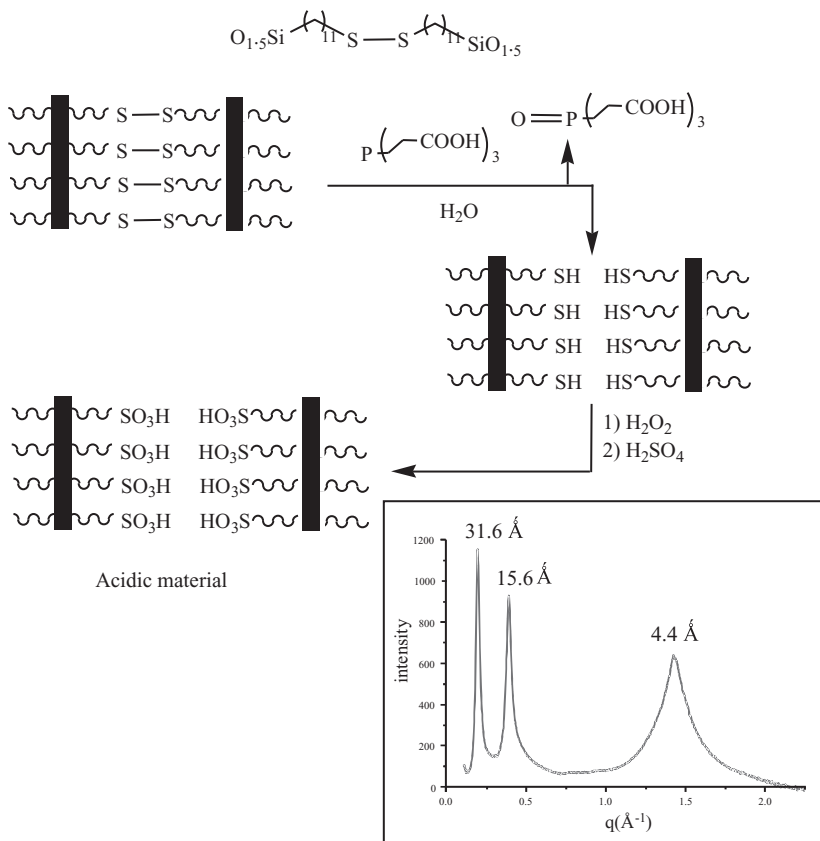 O1·5Si ( )11 S—S ( )11 SiO1·5
S—S
S—S
S—S
S—S
P( COOH)3
O=P( COOH)3
H2O
SH HS
SH HS
SH HS
SH HS
1) H2O2
2) H2SO4
SO3H HO3S
SO3H HO3S
SO3H HO3S
SO3H HO3S
Acidic material
31.6 Å
15.6 Å
4.4 Å
intensity
1200
1000
800
600
400
200
0
0.0 0.5 1.0 1.5 2.0
q(Å-1)